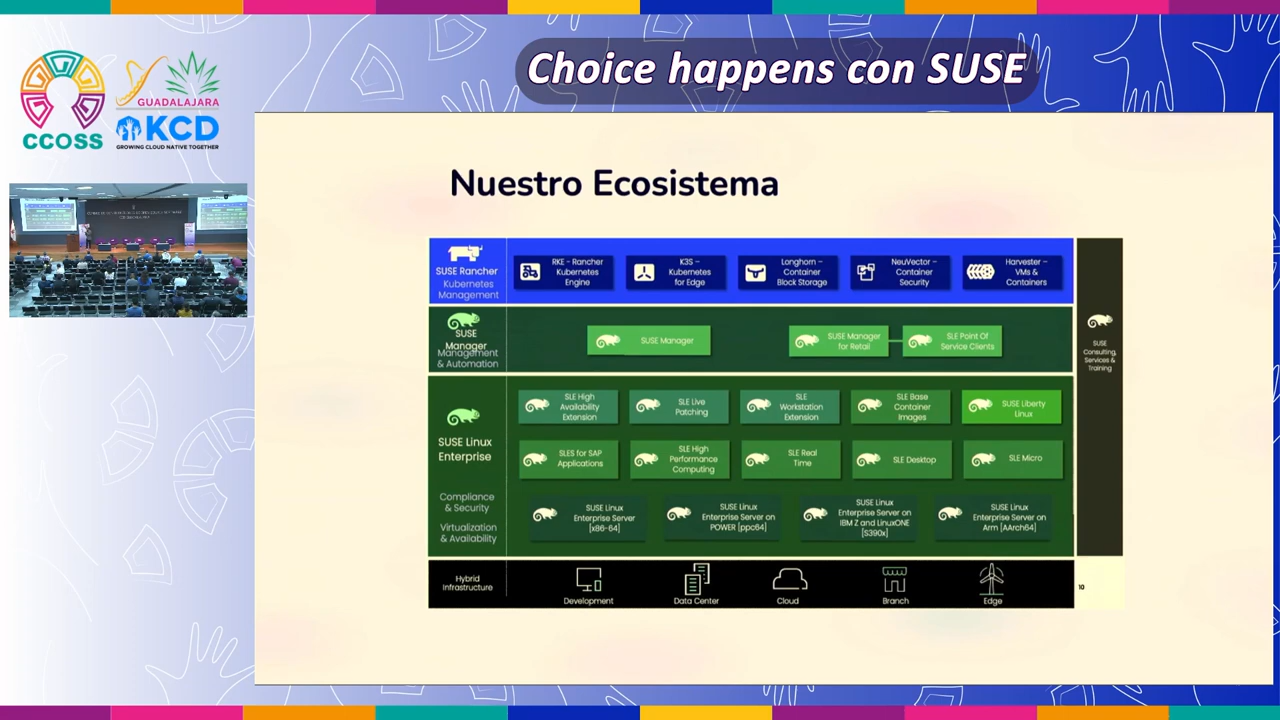 Choice happens con SUSE
CCOSS
GUADALAJARA
KCD
GROWING CLOUD NATIVE TOGETHER
Nuestro Ecosistema
SUSE Rancher
Kubernetes
Management
RKE - Rancher
Kubernetes
Engine
K3S -
Kubernetes
for Edge
Longhorn -
Container
Block Storage
NeuVector -
Container
Security
Harvester -
VMs &
Containers
SUSE
Manager
Management
& Automation
SUSE Manager
SUSE Manager
for Retail
SLE Point Of
Service Clients
SUSE
Consulting,
Services &
Training
SUSE Linux
Enterprise
Compliance
& Security
Virtualization
& Availability
SLE High
Availability
Extension
SLE Live
Patching
SLE
Workstation
Extension
SLE Base
Container
Images
SUSE Liberty
Linux
SLES for SAP
Applications
SLE High
Performance
Computing
SLE Real
Time
SLE Desktop
SLE Micro
SUSE Linux
Enterprise Server
[x86-64]
SUSE Linux
Enterprise Server on
POWER [ppc64]
SUSE Linux
Enterprise Server on
IBM Z and LinuxONE
[S390x]
SUSE Linux
Enterprise Server on
Arm [AArch64]
Hybrid
Infrastructure
Development
Data Center
Cloud
Branch
Edge
10